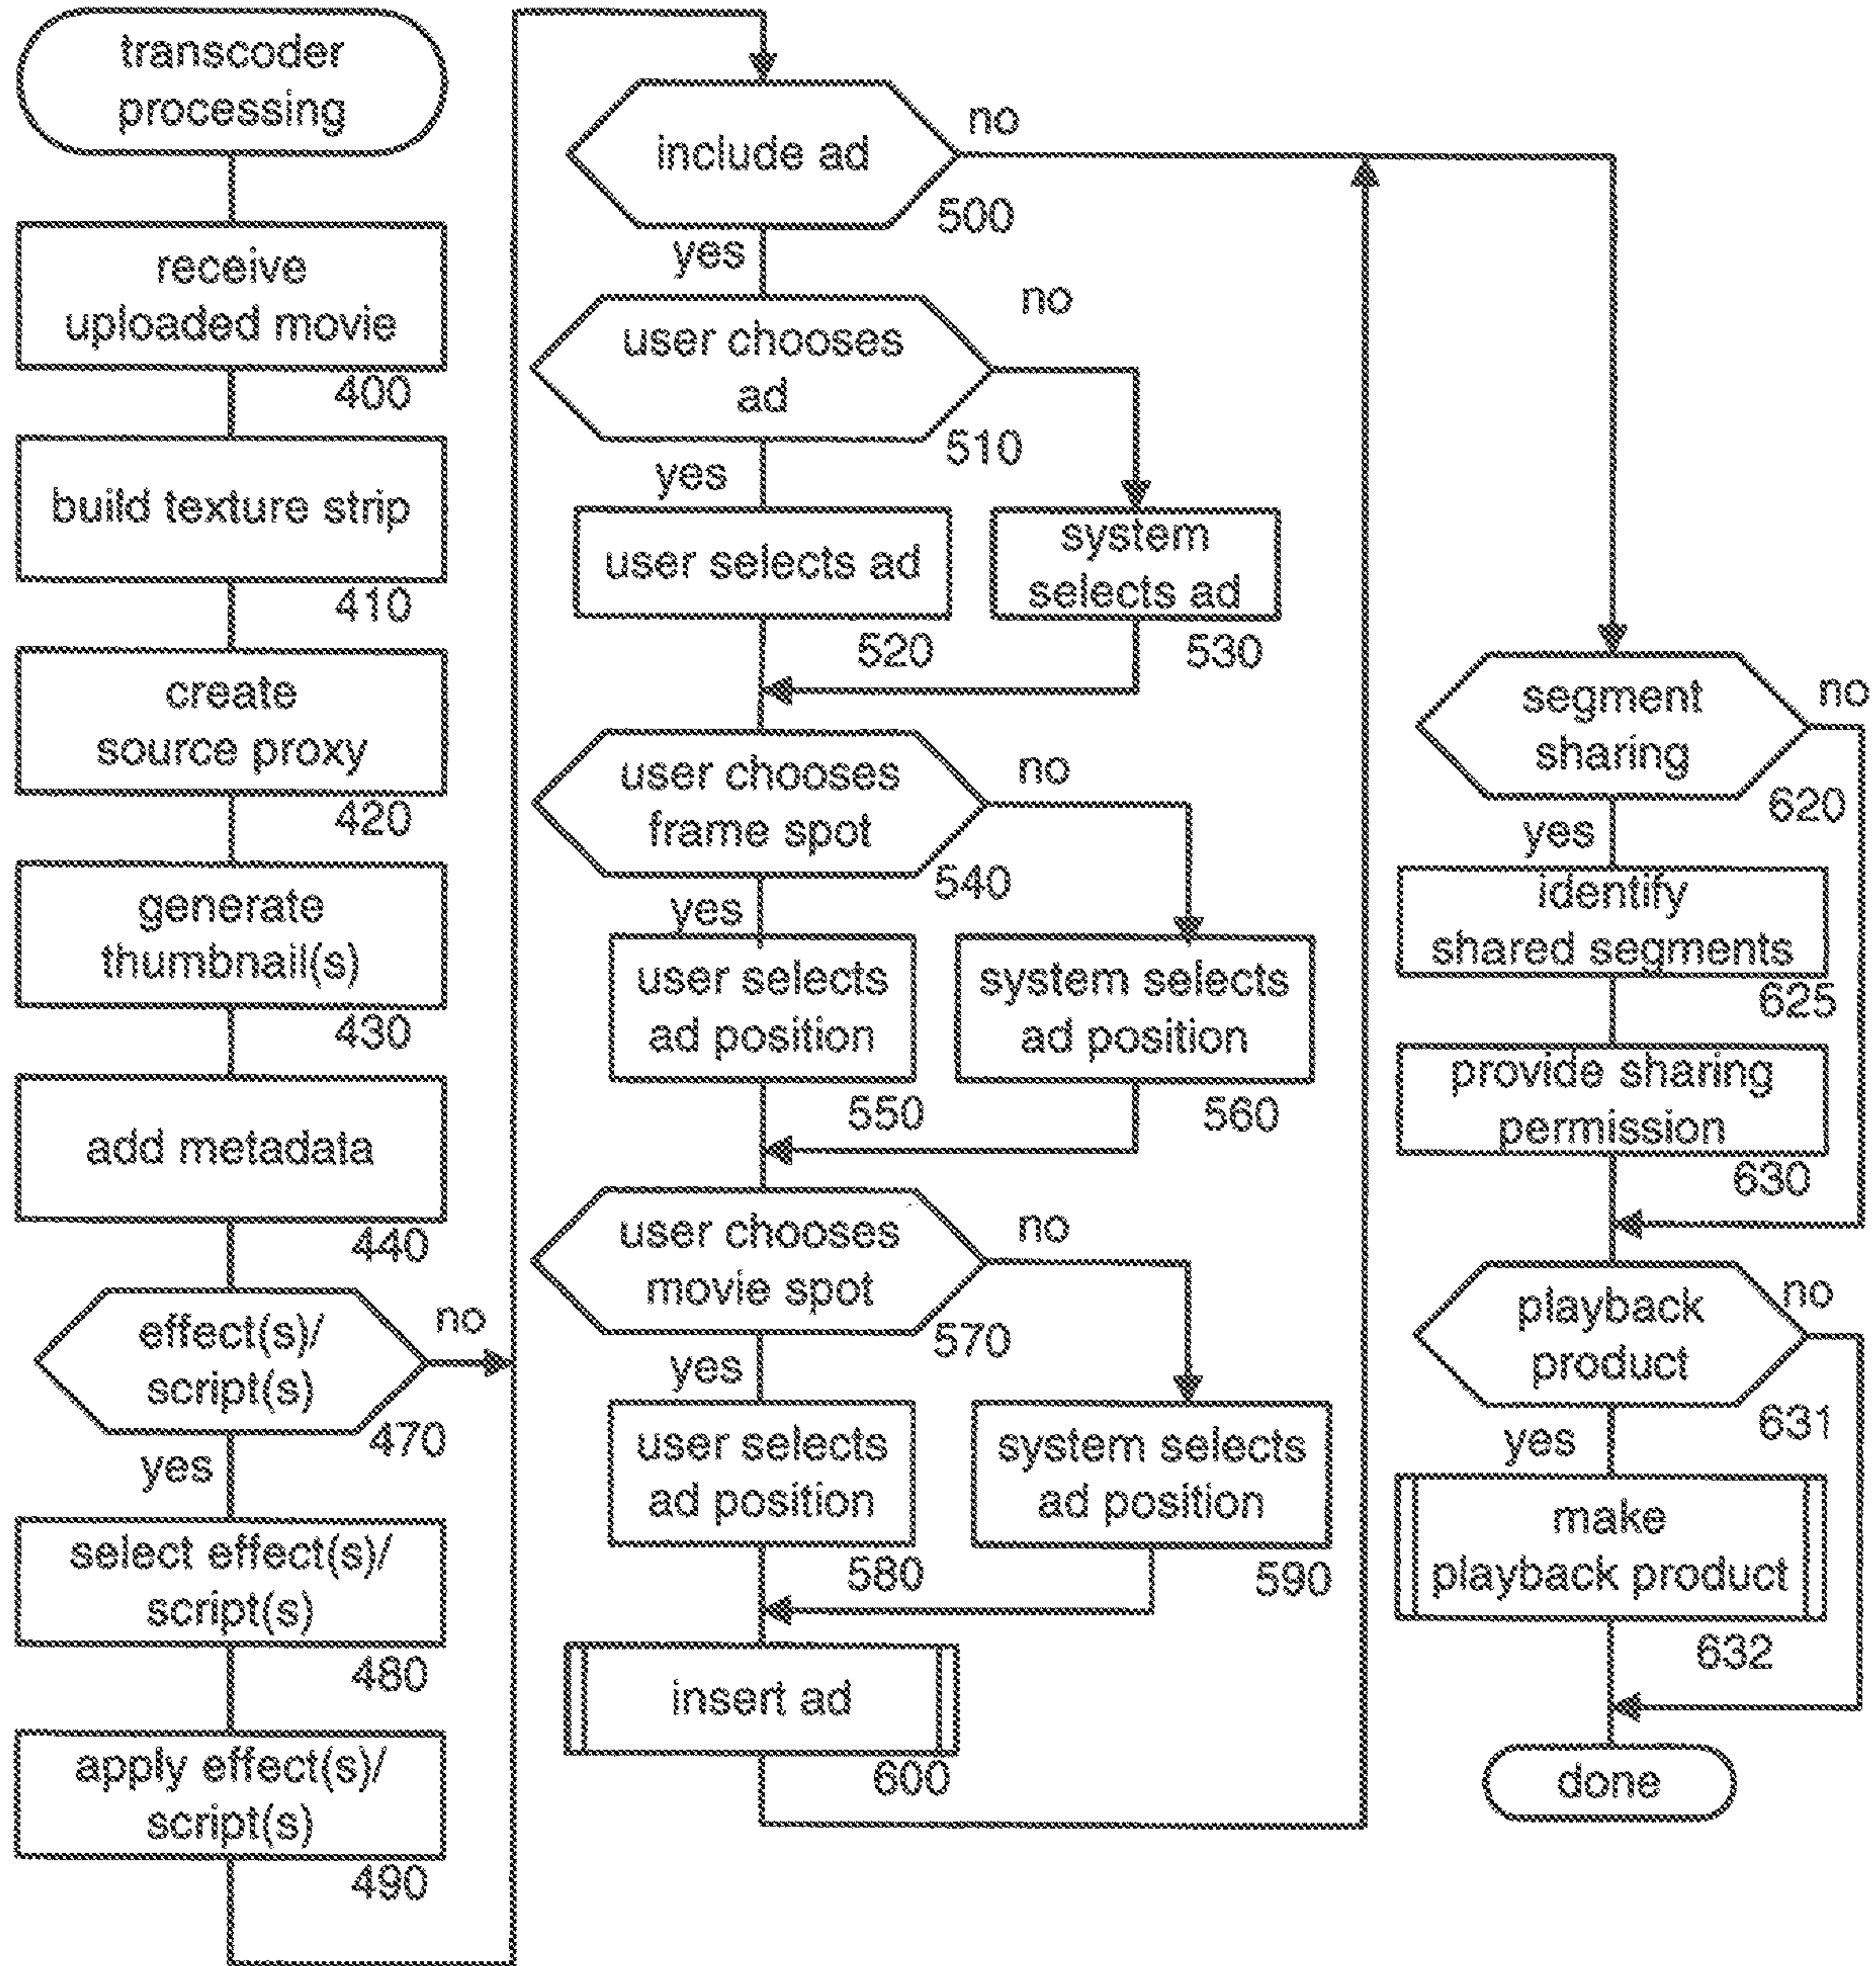 transcoder
processing
receive
uploaded movie
400
build texture strip
410
create
source proxy
420
generate
thumbnail(s)
430
add metadata
440
effect(s)/
script(s)
no
470
yes
select effect(s)/
script(s)
480
apply effect(s)/
script(s)
490
include ad
no
500
yes
user chooses
ad
no
510
yes
user selects ad
520
system
selects ad
530
user chooses
frame spot
no
540
yes
user selects
ad position
550
system selects
ad position
560
user chooses
movie spot
no
570
yes
user selects
ad position
580
system selects
ad position
590
insert ad
600
segment
sharing
no
620
yes
identify
shared segments
625
provide sharing
permission
630
playback
product
no
631
yes
make
playback product
632
done